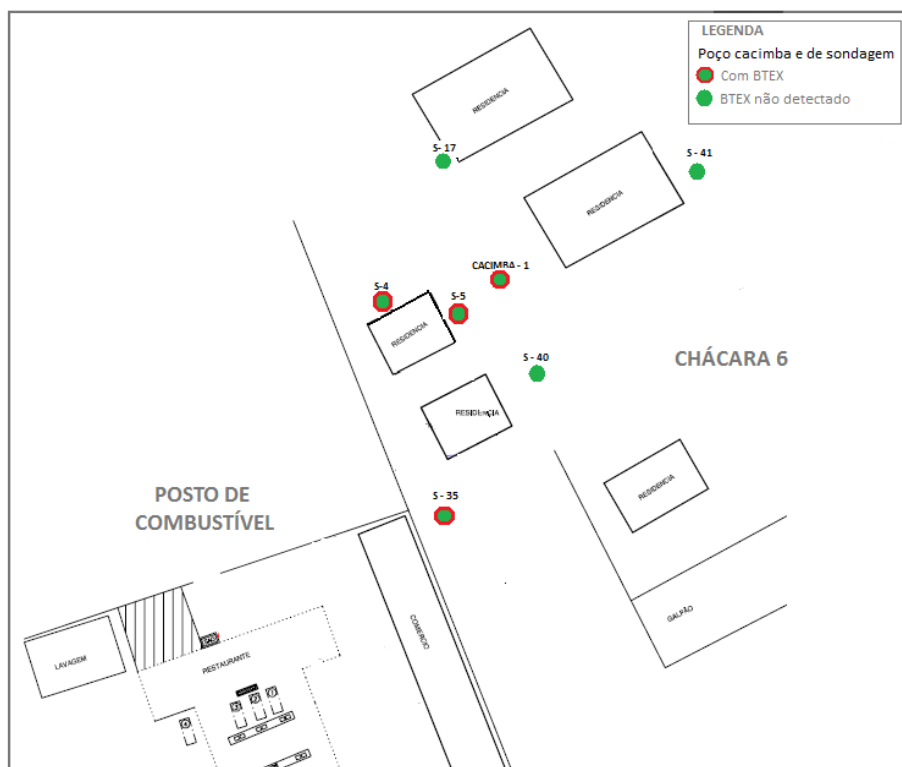 LEGENDA
Poço cacimba e de sondagem
Com BTEX
BTEX não detectado
RESIDENCIA
S- 17
S - 41
RESIDENCIA
CACIMBA - 1
S-4
S-5
RESIDENCIA
S - 40
CHÁCARA 6
RESIDENCIA
RESIDENCIA
POSTO DE
COMBUSTÍVEL
S - 35
GALPÃO
COMERCIO
LAVAGEM
RESTAURANTE